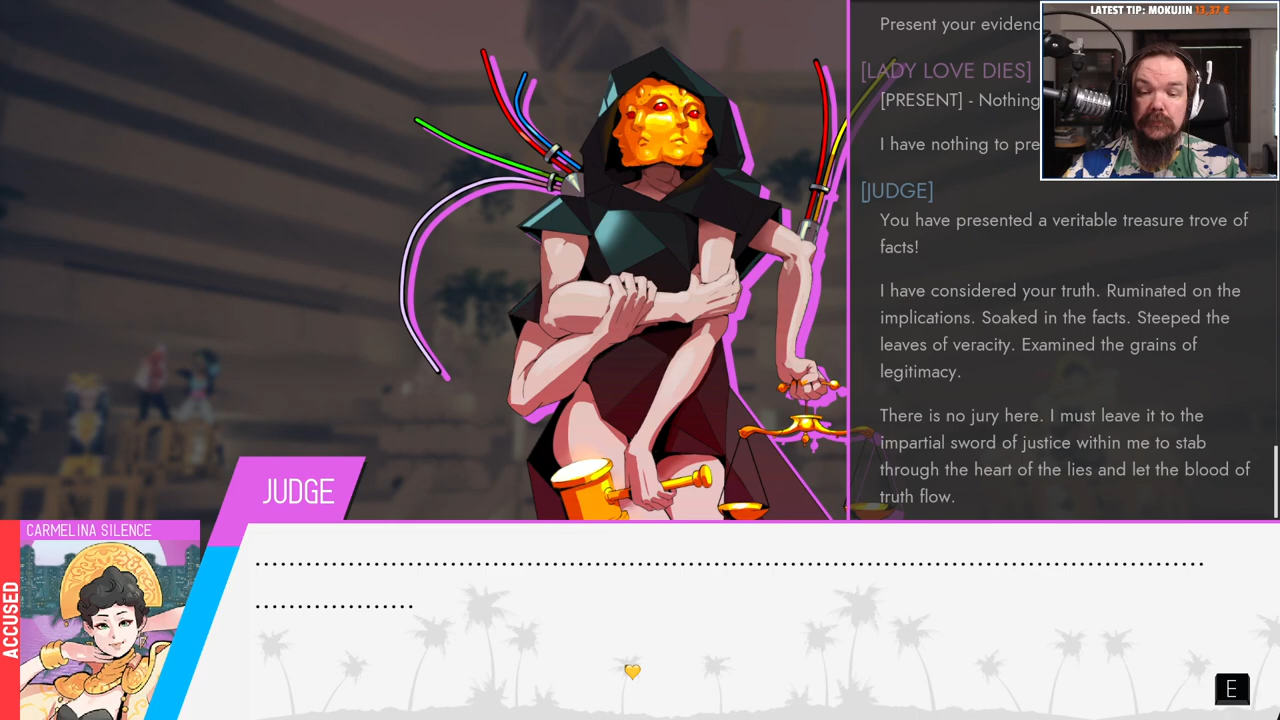 LATEST TIP: MOKUJIN 13,37 €
Present your evidenc
[LADY LOVE DIES]
[PRESENT] - Nothing
I have nothing to pre
[JUDGE]
You have presented a veritable treasure trove of
facts!
I have considered your truth. Ruminated on the
implications. Soaked in the facts. Steeped the
leaves of veracity. Examined the grains of
legitimacy.
There is no jury here. I must leave it to the
impartial sword of justice within me to stab
through the heart of the lies and let the blood of
truth flow.
JUDGE
CARMELINA SILENCE
ACCUSED
..........................................................................................
...................
E